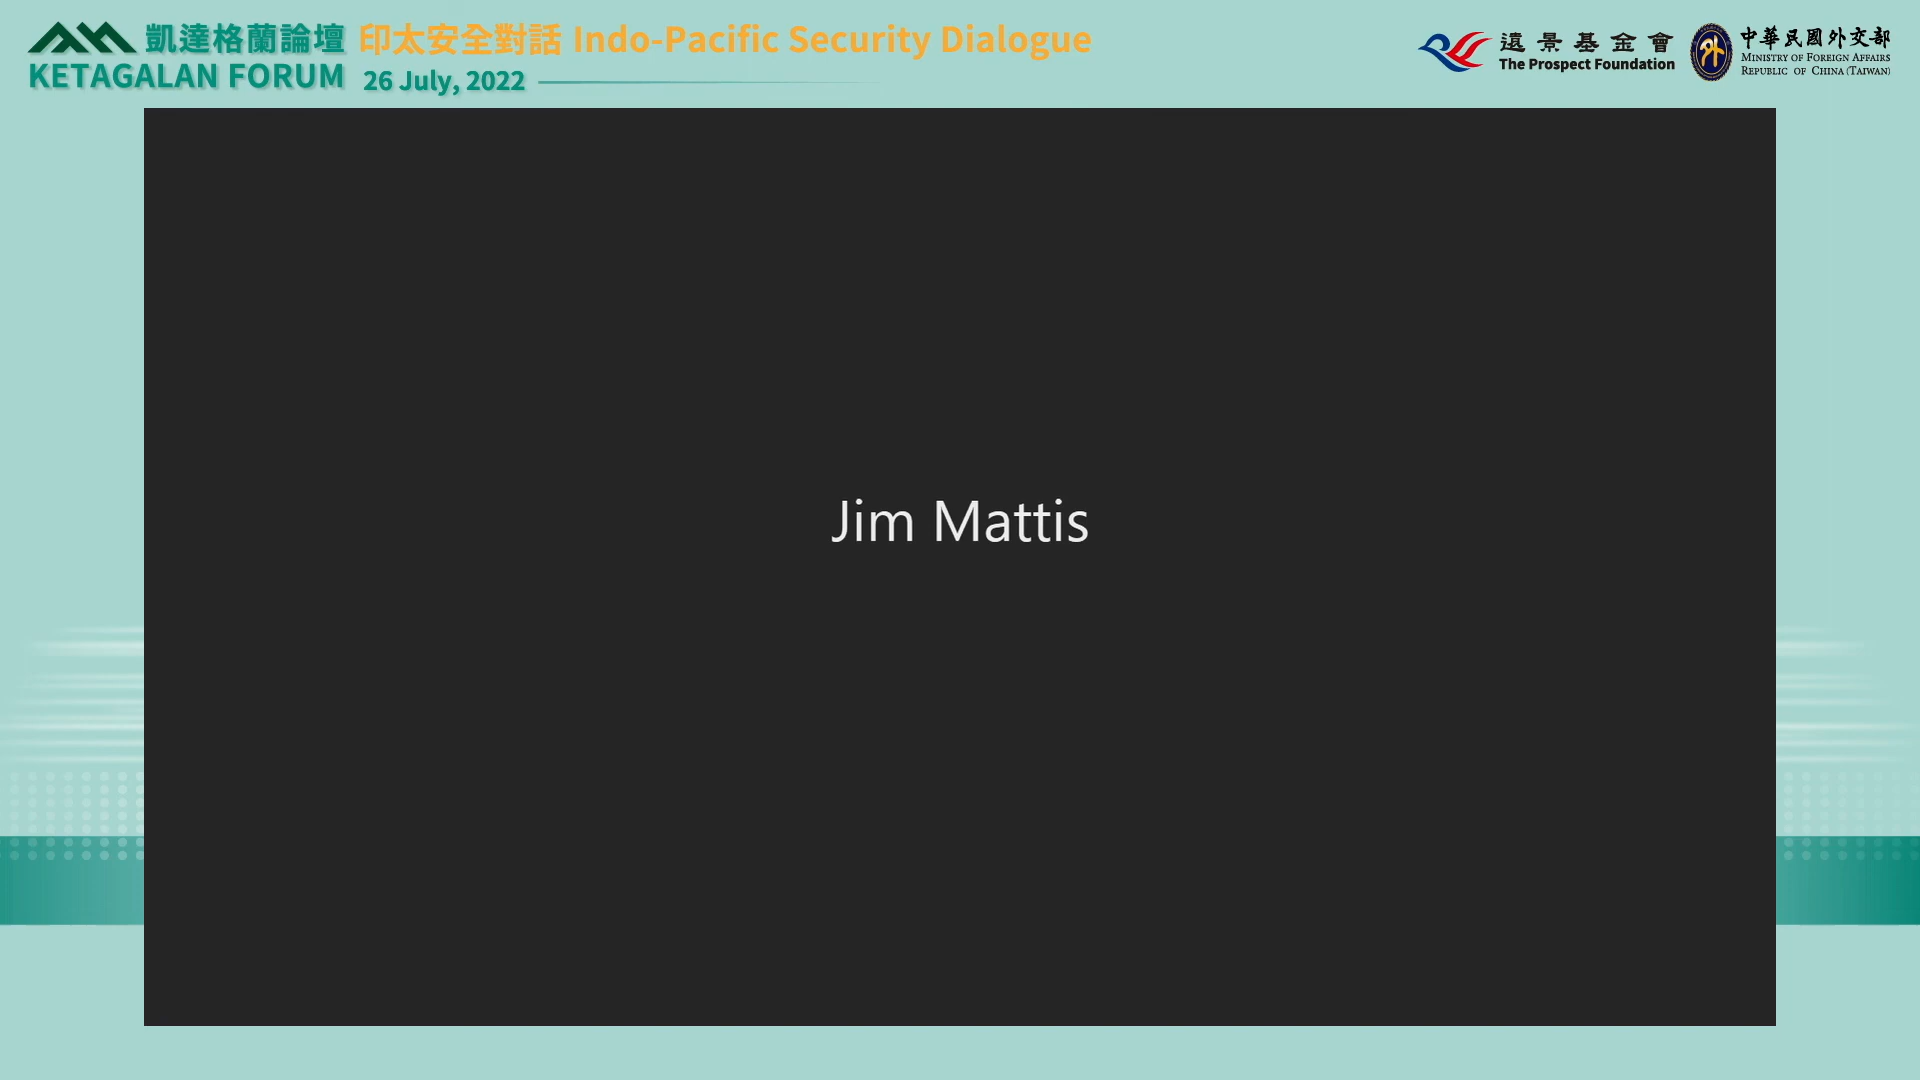 凱達格蘭論壇 印太安全對話 Indo-Pacific Security Dialogue
KETAGALAN FORUM 26 July, 2022
遠景基金會
The Prospect Foundation
中華民國外交部
MINISTRY OF FOREIGN AFFAIRS
REPUBLIC OF CHINA (TAIWAN)
Jim Mattis